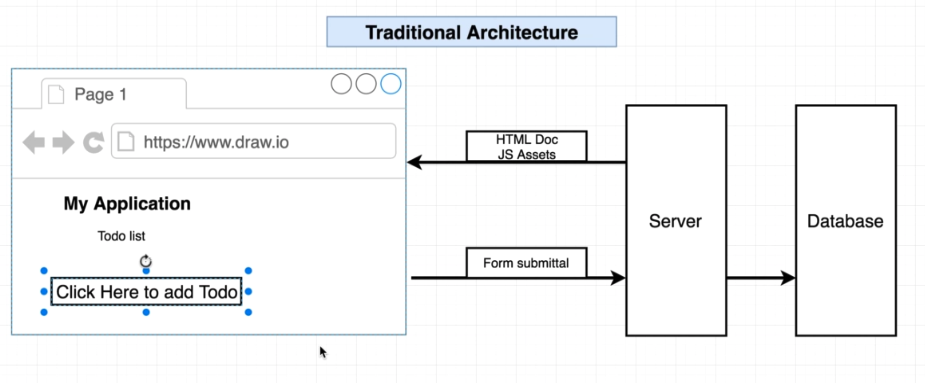 Traditional Architecture
Page 1
https://www.draw.io
HTML Doc
JS Assets
My Application
Server
Database
Todo list
Form submittal
Click Here to add Todo